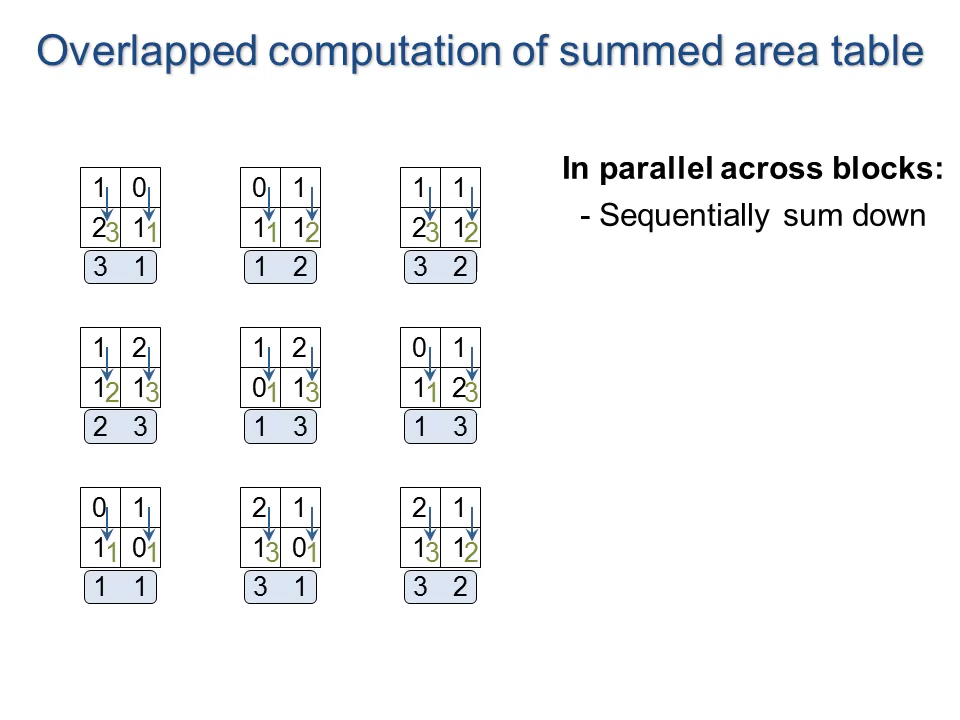 Overlapped computation of summed area table
In parallel across blocks:
- Sequentially sum down
1 0 0 1 1 1
2 3 1 1 1 1 1 2 2 3 1 2
3 1 1 2 3 2
1 2 1 2 0 1
1 2 1 3 0 1 1 3 1 1 2 3
2 3 1 3 1 3
0 1 2 1 2 1
1 1 0 1 1 3 0 1 1 3 1 2
1 1 3 1 3 2